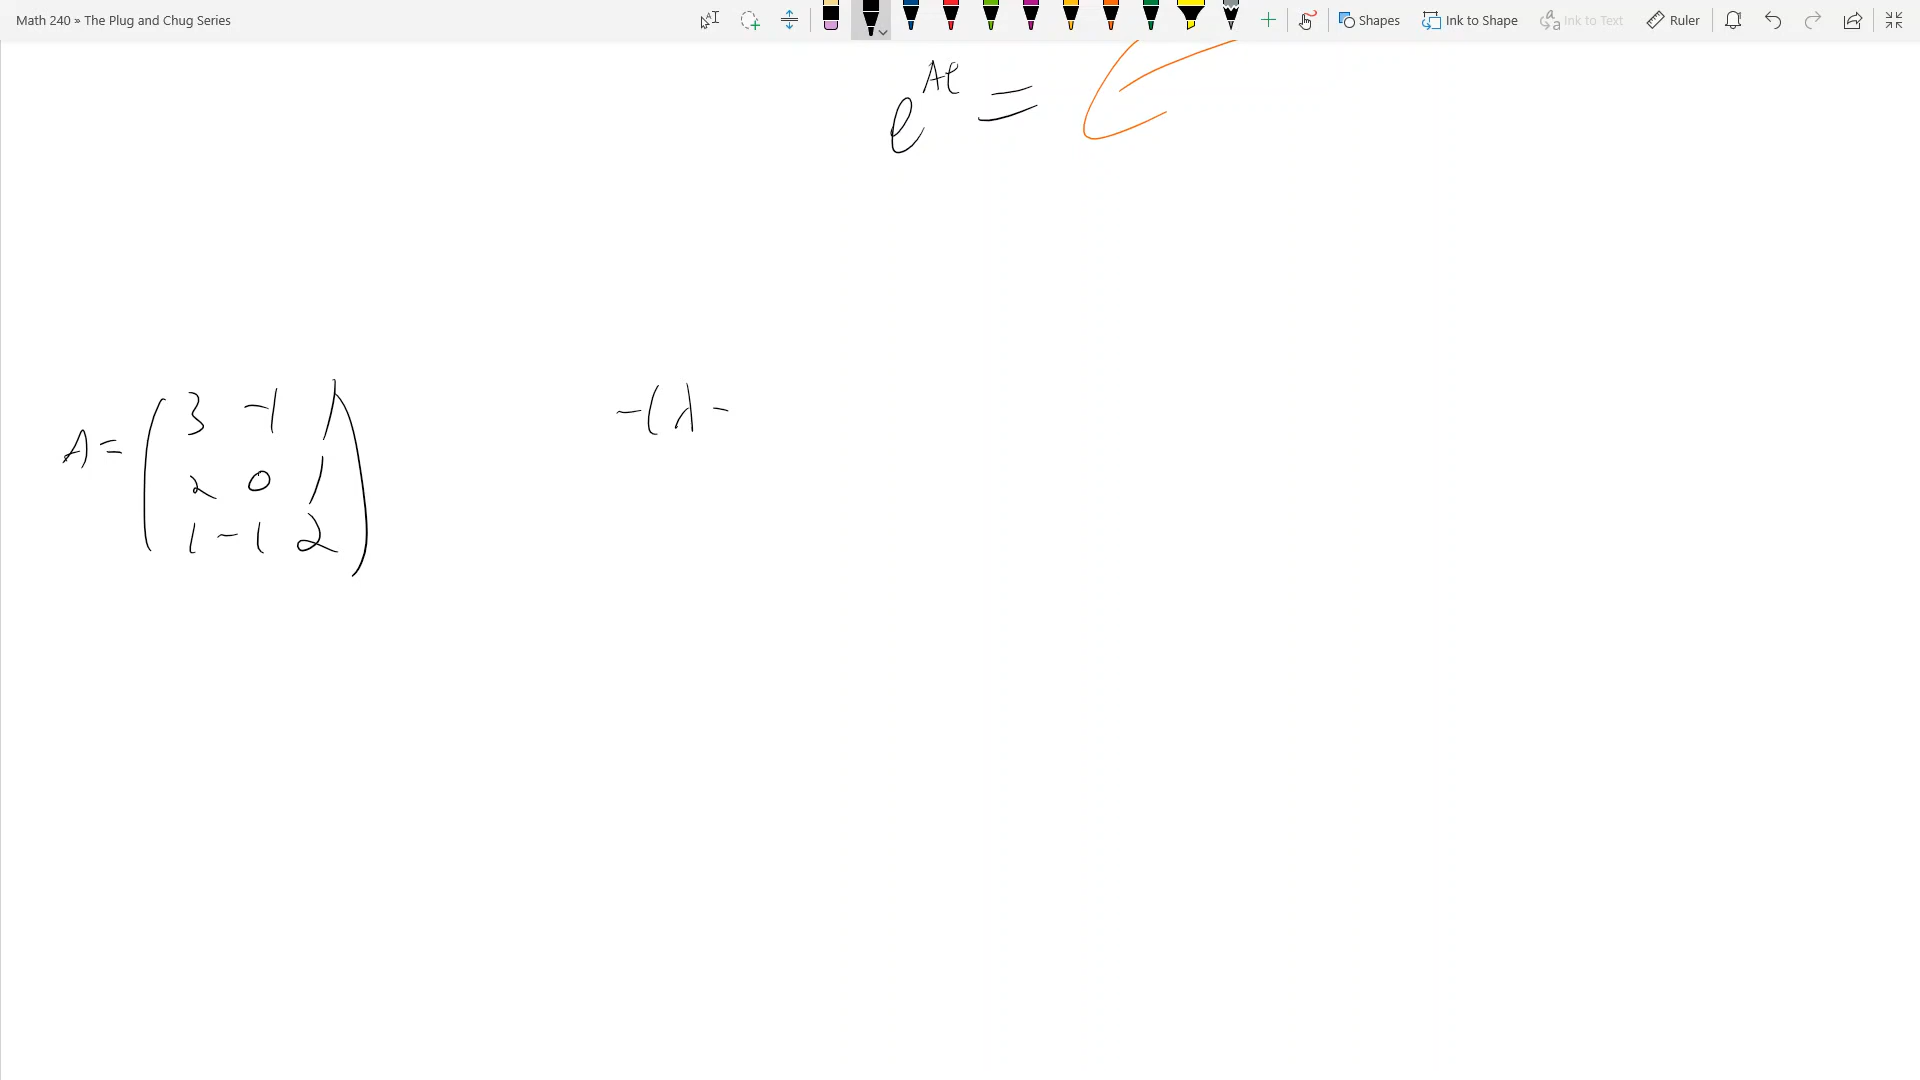 Math 240 » The Plug and Chug Series
Shapes
Ink to Shape
Ink to Text
Ruler
e^{At} =
A = ( 3 -1 1
2 0 1
1 -1 2 )
-( λ -